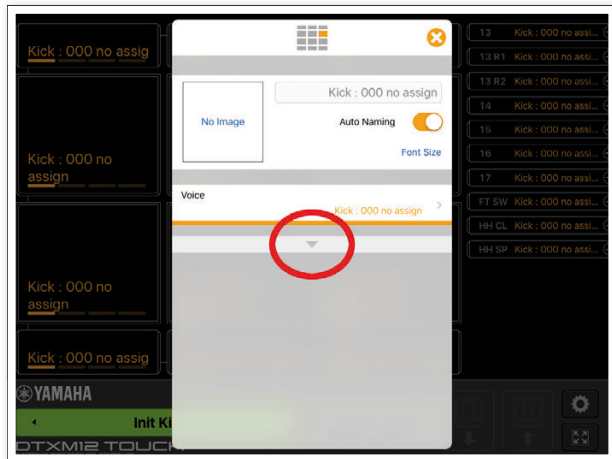 Kick : 000 no assig
Kick : 000 no
assign
Kick : 000 no
assign
Kick : 000 no assig
YAMAHA
Init Ki
DTXM12 TOUCH
Kick : 000 no assign
No Image
Auto Naming
Font Size
Voice
Kick : 000 no assign
13 Kick : 000 no assi...
13 R1 Kick : 000 no assi...
13 R2 Kick : 000 no assi...
14 Kick : 000 no assi...
15 Kick : 000 no assi...
16 Kick : 000 no assi...
17 Kick : 000 no assi...
FT SW Kick : 000 no assi...
HH CL Kick : 000 no assi...
HH SP Kick : 000 no assi...